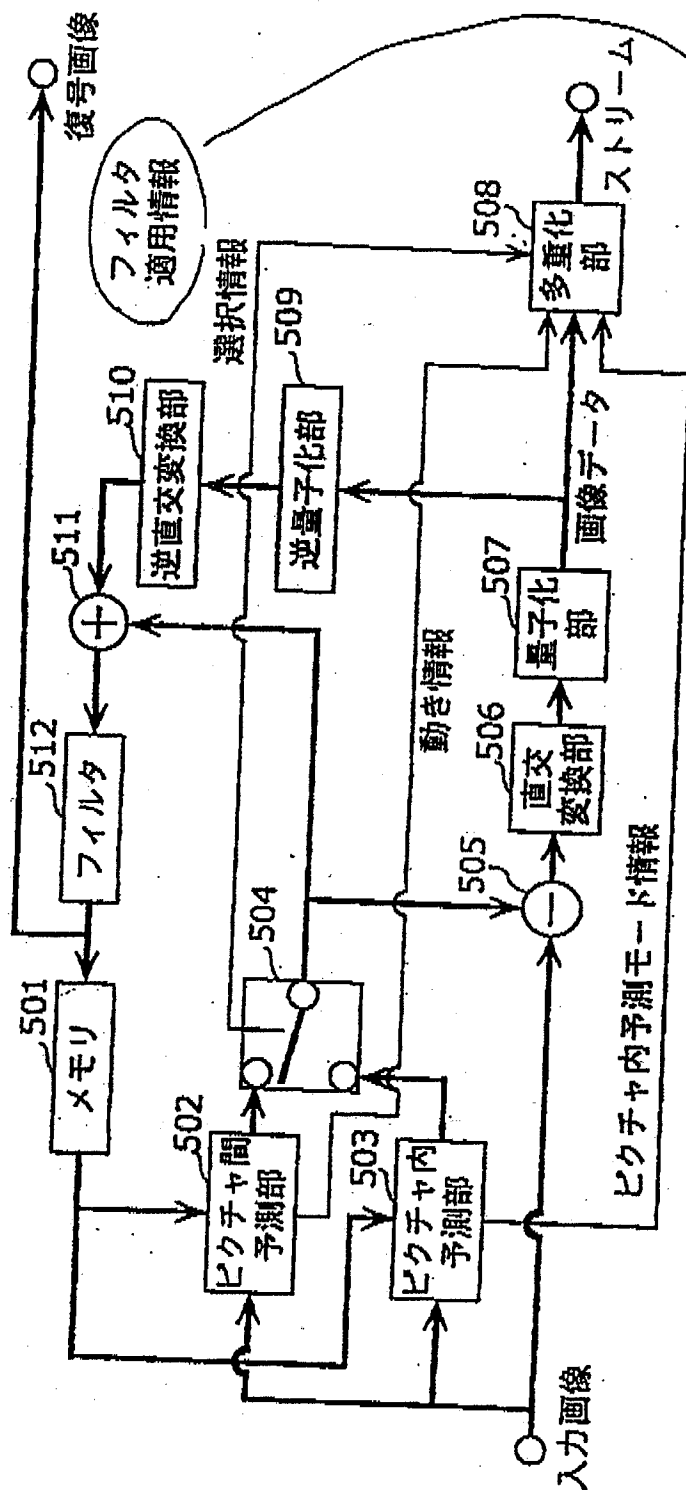 復号画像
フィルタ
適用情報
選択情報
510
逆直交変換部
509
逆量子化部
508
多重化
部
ストリーム
511
＋
512
フィルタ
501
メモリ
504
502
ピクチャ間
予測部
503
ピクチャ内
予測部
動き情報
505
−
506
直交
変換部
507
量子化
部
画像データ
ピクチャ内予測モード情報
入力画像